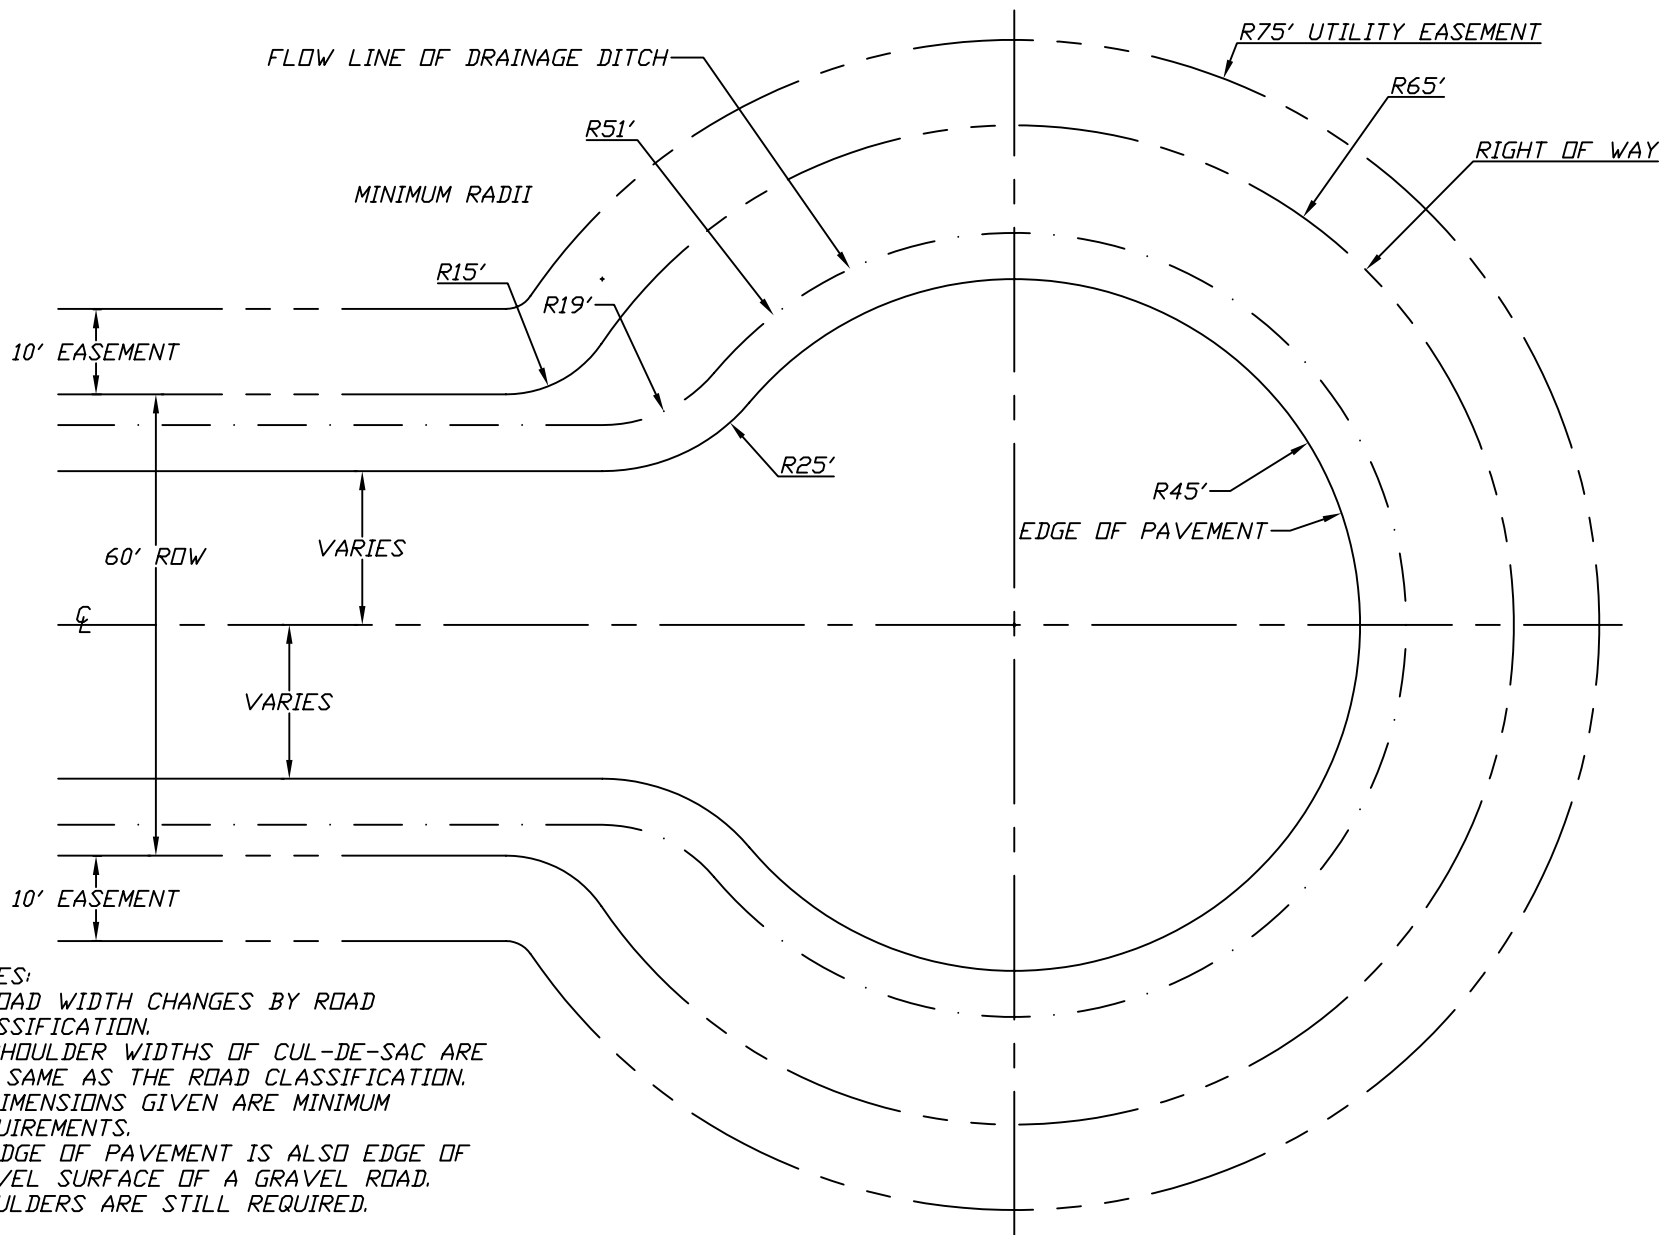 R75' UTILITY EASEMENT
FLOW LINE OF DRAINAGE DITCH
R65'
R51'
RIGHT OF WAY
MINIMUM RADII
R15'
R19'
10' EASEMENT
R25'
R45'
EDGE OF PAVEMENT
VARIES
60' ROW
℄
VARIES
10' EASEMENT
ES:
OAD WIDTH CHANGES BY ROAD
SSIFICATION.
HOULDER WIDTHS OF CUL-DE-SAC ARE
SAME AS THE ROAD CLASSIFICATION.
IMENSIONS GIVEN ARE MINIMUM
UIREMENTS.
DGE OF PAVEMENT IS ALSO EDGE OF
VEL SURFACE OF A GRAVEL ROAD.
ULDERS ARE STILL REQUIRED.